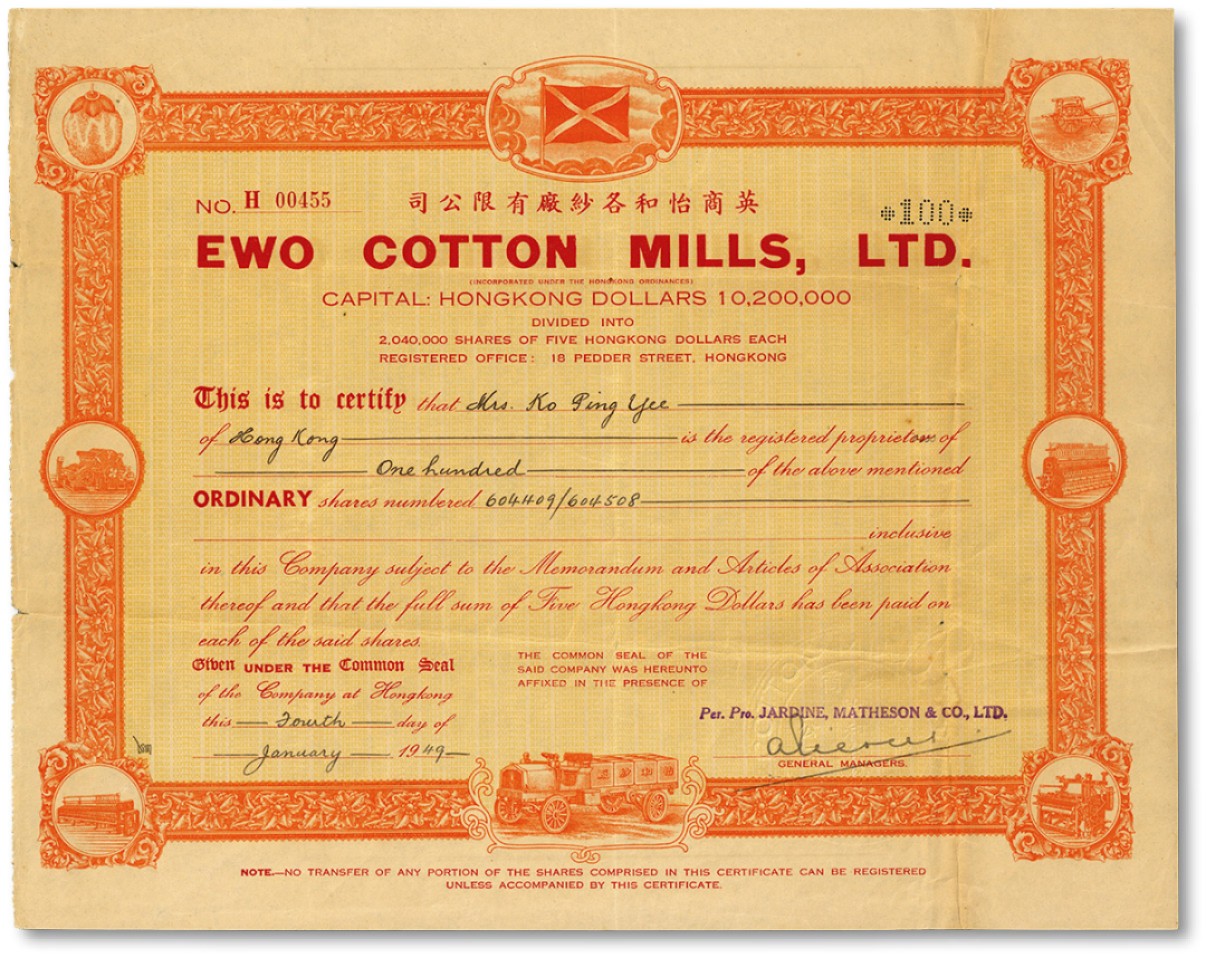 NO. H 00455
英商怡和紗廠有限公司
*100*
EWO COTTON MILLS, LTD.
(INCORPORATED UNDER THE HONGKONG ORDINANCES)
CAPITAL: HONGKONG DOLLARS 10,200,000
DIVIDED INTO
2,040,000 SHARES OF FIVE HONGKONG DOLLARS EACH
REGISTERED OFFICE: 18 PEDDER STREET, HONGKONG
This is to certify that Mrs. Ko Ping Yee
of Hong Kong is the registered proprietor of
One hundred of the above mentioned
ORDINARY shares numbered 604409/604508
inclusive
in this Company subject to the Memorandum and Articles of Association
thereof and that the full sum of Five Hongkong Dollars has been paid on
each of the said shares.
Given UNDER THE Common Seal
of the Company at Hongkong
this Fourth day of
January 1949
THE COMMON SEAL OF THE
SAID COMPANY WAS HEREUNTO
AFFIXED IN THE PRESENCE OF
Per. Pro. JARDINE, MATHESON & CO., LTD.
GENERAL MANAGERS.
NOTE.—NO TRANSFER OF ANY PORTION OF THE SHARES COMPRISED IN THIS CERTIFICATE CAN BE REGISTERED
UNLESS ACCOMPANIED BY THIS CERTIFICATE.